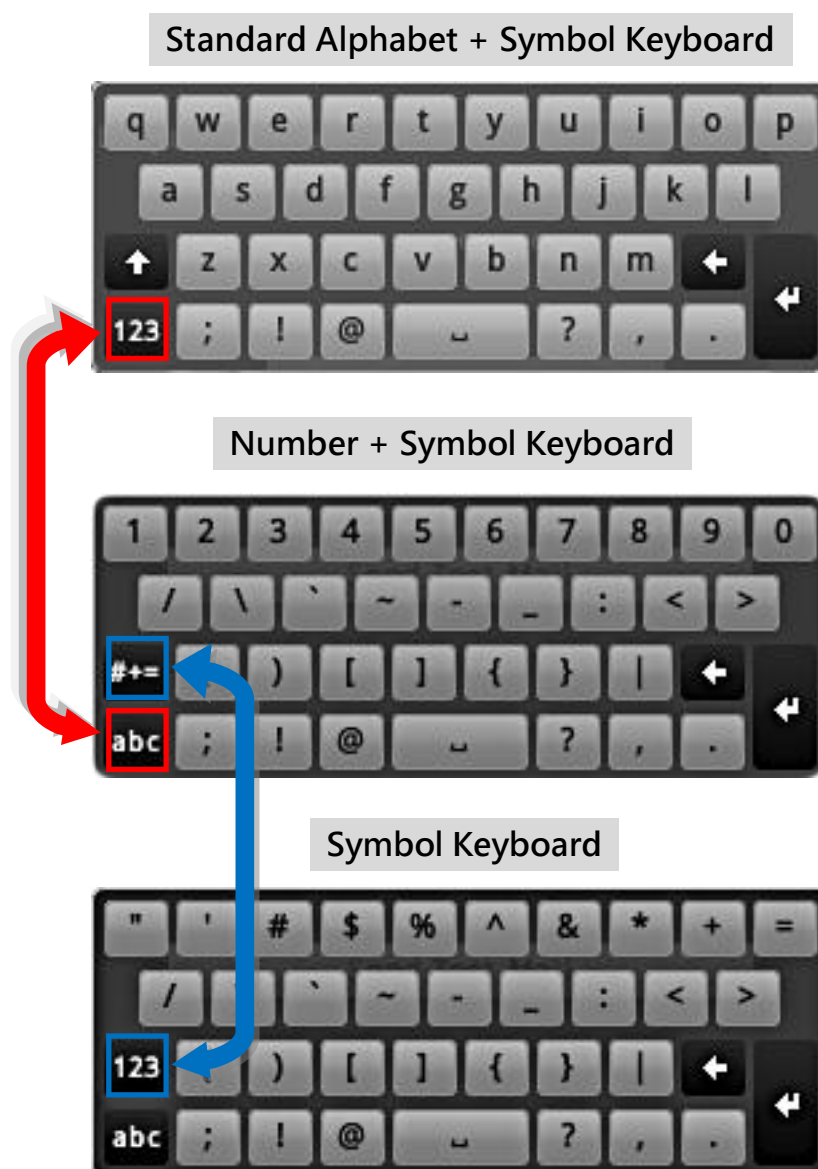 Standard Alphabet + Symbol Keyboard
q w e r t y u i o p
a s d f g h j k l
z x c v b n m
123 ; ! @ ␣ ? , .
Number + Symbol Keyboard
1 2 3 4 5 6 7 8 9 0
/ \ ` ~ - _ : < >
#+= ) [ ] { } |
abc ; ! @ ␣ ? , .
Symbol Keyboard
" ' # $ % ^ & * + =
/ ` ~ - _ : < >
123 ) [ ] { } |
abc ; ! @ ␣ ? , .